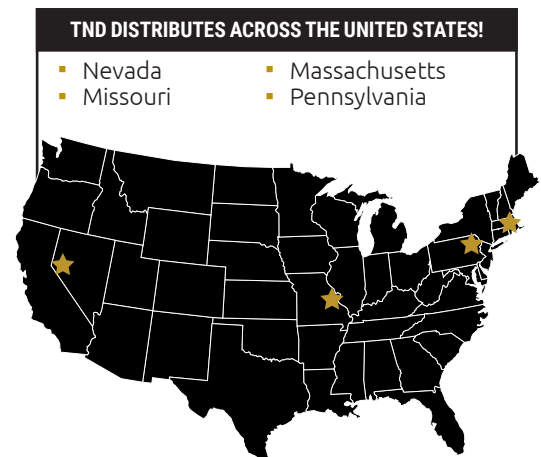 TND DISTRIBUTES ACROSS THE UNITED STATES!
Nevada
Missouri
Massachusetts
Pennsylvania